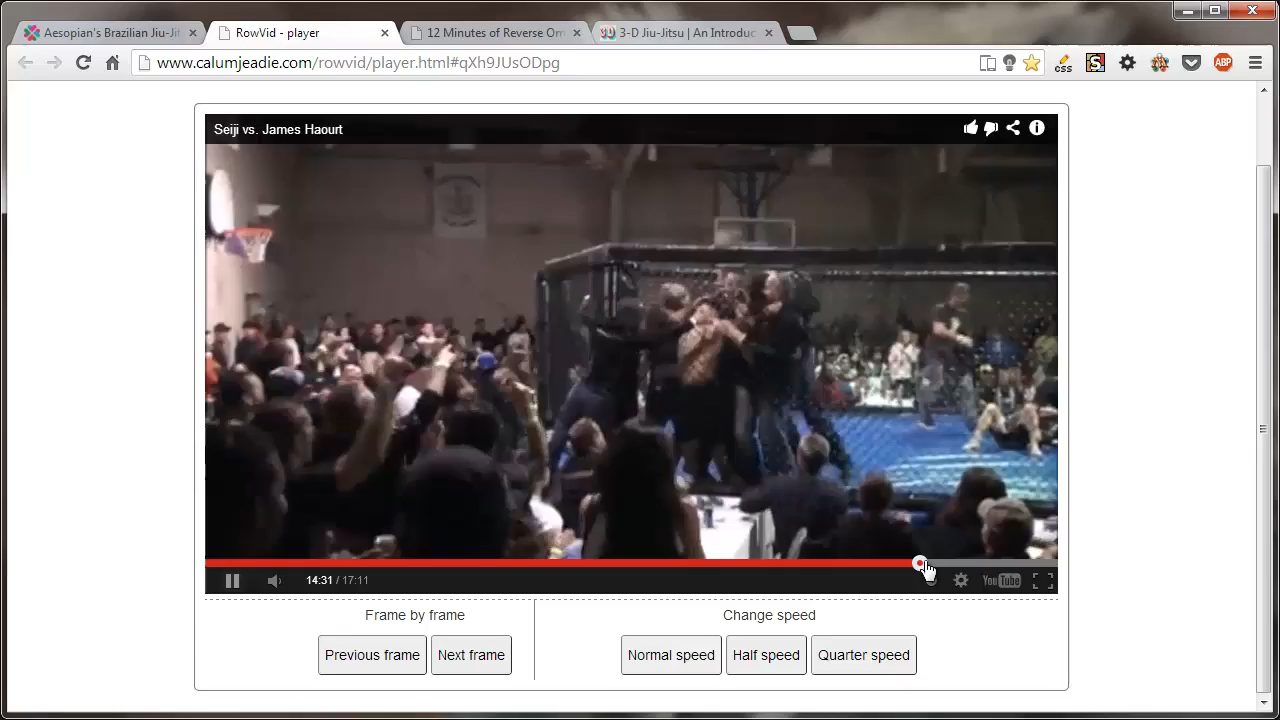 Aesopian's Brazilian Jiu-Jit
RowVid - player
12 Minutes of Reverse Om
3-D Jiu-Jitsu | An Introduc
www.calumjeadie.com/rowvid/player.html#qXh9JUsODpg
css
S
ABP
Seiji vs. James Haourt
14:31 / 17:11
YouTube
Frame by frame
Change speed
Previous frame
Next frame
Normal speed
Half speed
Quarter speed